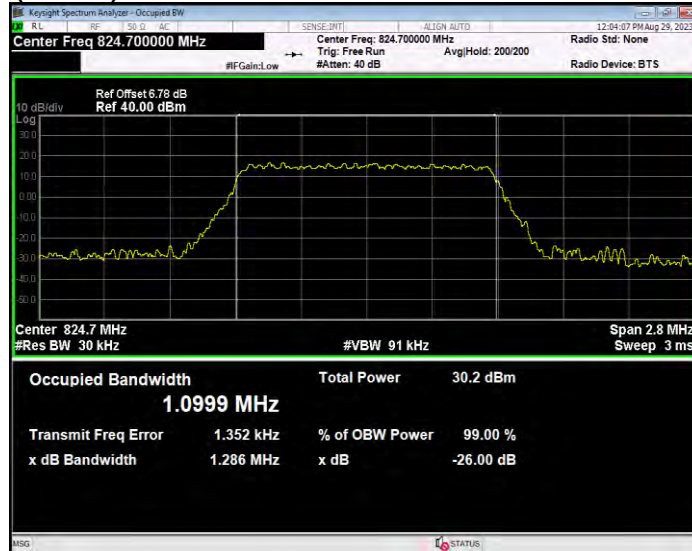 Keysight Spectrum Analyzer - Occupied BW
RL RF 50 Ω AC SENSE:INT ALIGN AUTO 12:04:07 PM Aug 29, 2023
Center Freq 824.700000 MHz Center Freq: 824.700000 MHz Radio Std: None
Trig: Free Run Avg|Hold: 200/200
#IFGain:Low #Atten: 40 dB Radio Device: BTS
Ref Offset 6.78 dB
10 dB/div Ref 40.00 dBm
Log
30.0
20.0
10.0
0.00
-10.0
-20.0
-30.0
-40.0
-50.0
Center 824.7 MHz Span 2.8 MHz
#Res BW 30 kHz #VBW 91 kHz Sweep 3 ms
Occupied Bandwidth Total Power 30.2 dBm
1.0999 MHz
Transmit Freq Error 1.352 kHz % of OBW Power 99.00 %
x dB Bandwidth 1.286 MHz x dB -26.00 dB
MSG STATUS